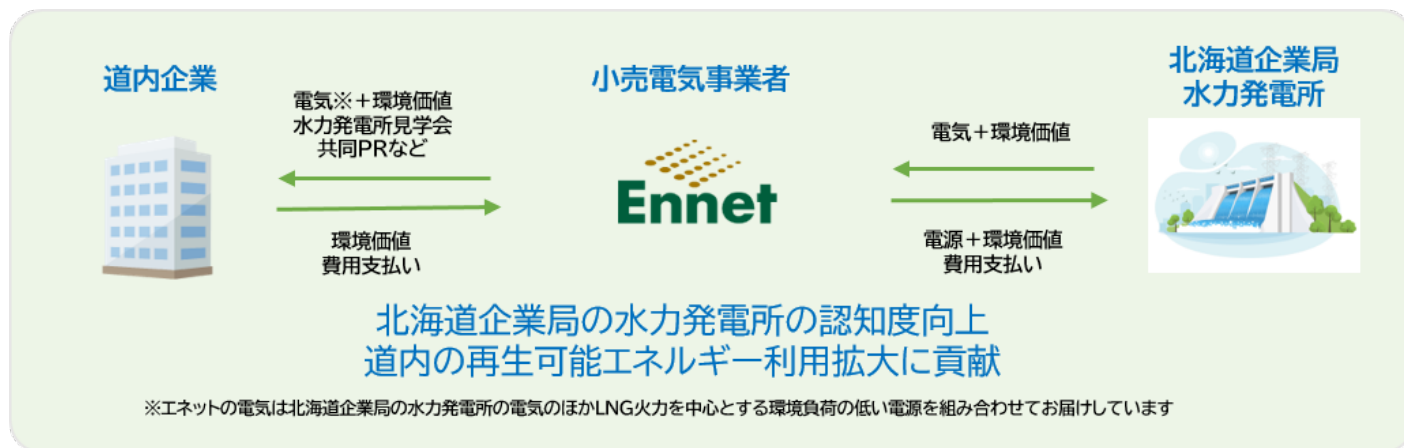 道内企業
小売電気事業者
北海道企業局
水力発電所
電気※＋環境価値
水力発電所見学会
共同PRなど
環境価値
費用支払い
Ennet
電気＋環境価値
電源＋環境価値
費用支払い
北海道企業局の水力発電所の認知度向上
道内の再生可能エネルギー利用拡大に貢献
※エネットの電気は北海道企業局の水力発電所の電気のほかLNG火力を中心とする環境負荷の低い電源を組み合わせてお届けしています